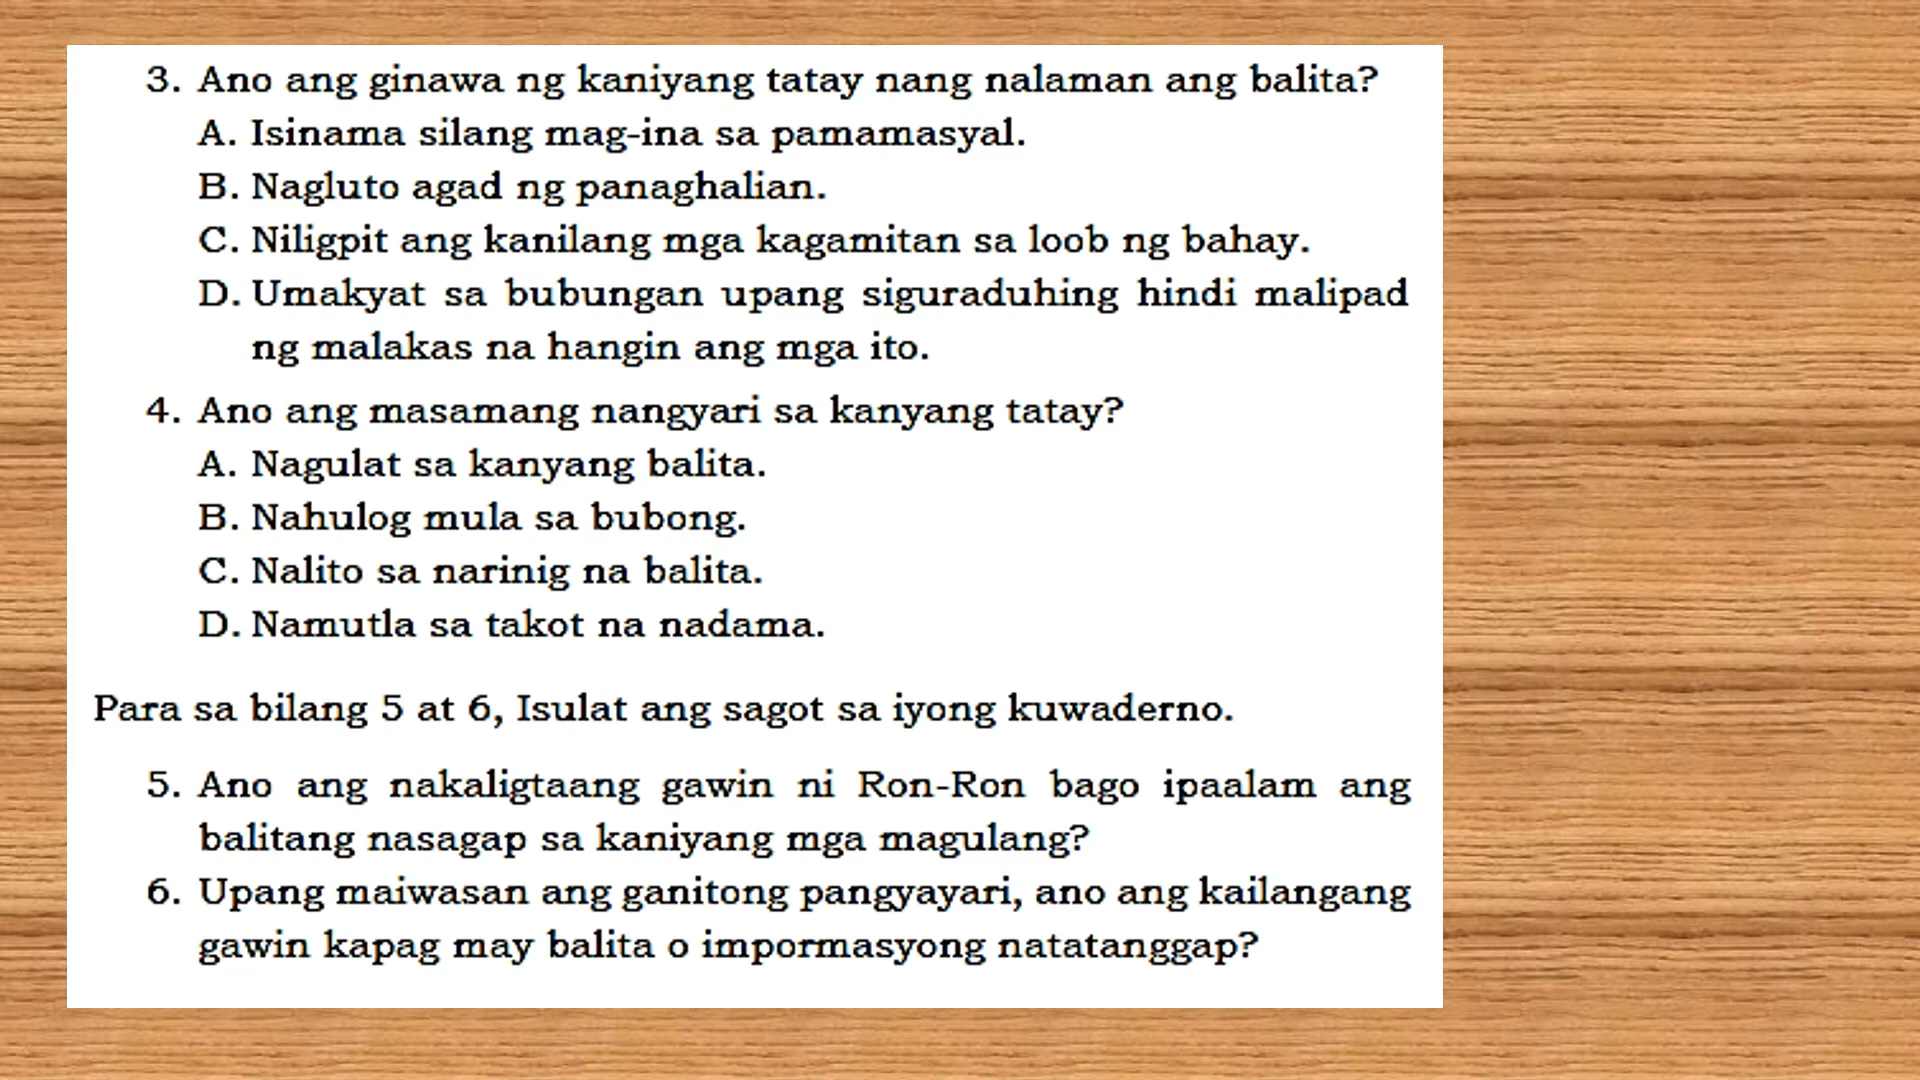 3. Ano ang ginawa ng kaniyang tatay nang nalaman ang balita?
A. Isinama silang mag-ina sa pamamasyal.
B. Nagluto agad ng panaghalian.
C. Niligpit ang kanilang mga kagamitan sa loob ng bahay.
D. Umakyat sa bubungan upang siguraduhing hindi malipad
ng malakas na hangin ang mga ito.
4. Ano ang masamang nangyari sa kanyang tatay?
A. Nagulat sa kanyang balita.
B. Nahulog mula sa bubong.
C. Nalito sa narinig na balita.
D. Namutla sa takot na nadama.
Para sa bilang 5 at 6, Isulat ang sagot sa iyong kuwaderno.
5. Ano ang nakaligtaang gawin ni Ron-Ron bago ipaalam ang
balitang nasagap sa kaniyang mga magulang?
6. Upang maiwasan ang ganitong pangyayari, ano ang kailangang
gawin kapag may balita o impormasyong natatanggap?